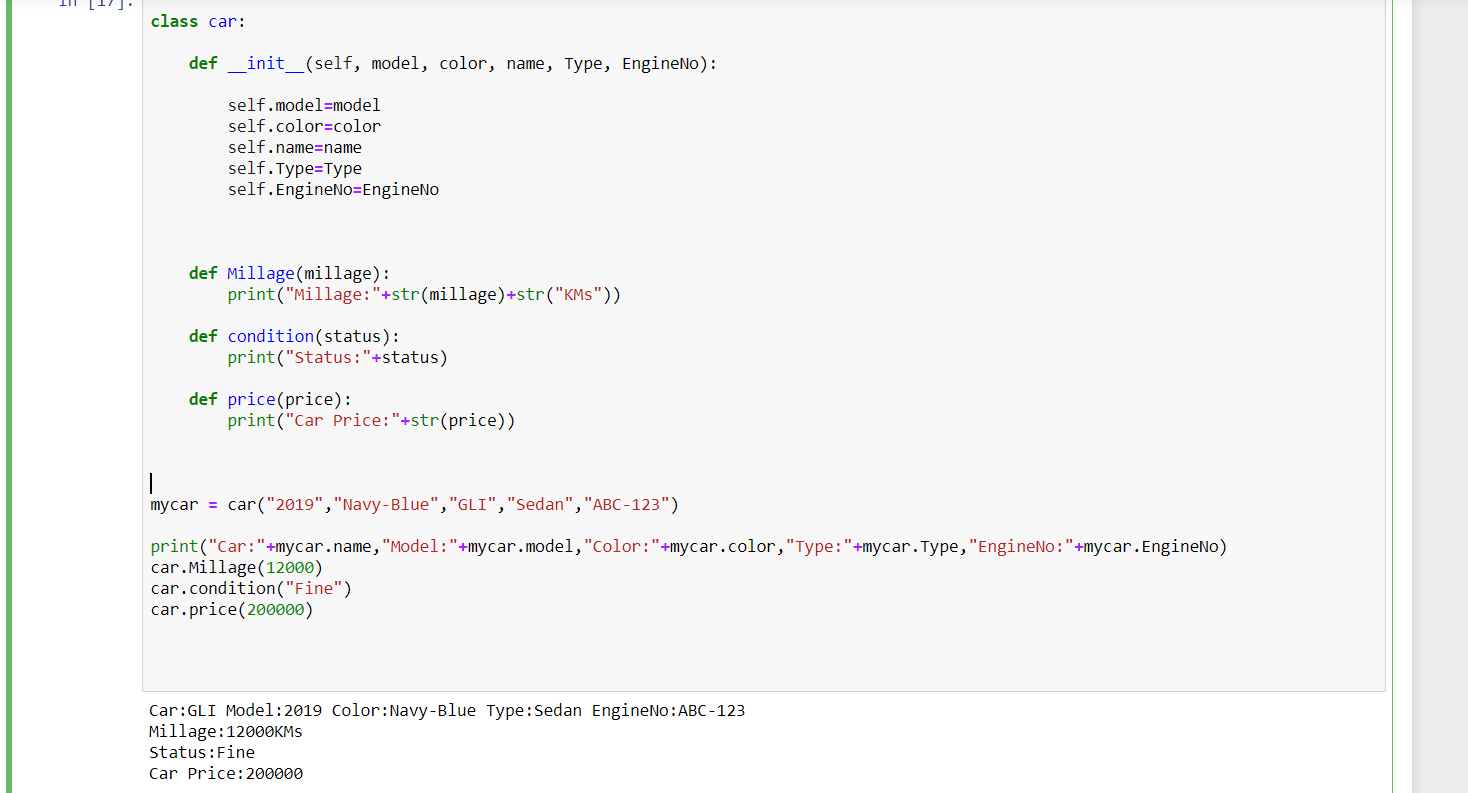 In [17]:
class car:
def __init__(self, model, color, name, Type, EngineNo):
self.model=model
self.color=color
self.name=name
self.Type=Type
self.EngineNo=EngineNo
def Millage(millage):
print("Millage:"+str(millage)+str("KMs"))
def condition(status):
print("Status:"+status)
def price(price):
print("Car Price:"+str(price))
mycar = car("2019","Navy-Blue","GLI","Sedan","ABC-123")
print("Car:"+mycar.name,"Model:"+mycar.model,"Color:"+mycar.color,"Type:"+mycar.Type,"EngineNo:"+mycar.EngineNo)
car.Millage(12000)
car.condition("Fine")
car.price(200000)
Car:GLI Model:2019 Color:Navy-Blue Type:Sedan EngineNo:ABC-123
Millage:12000KMs
Status:Fine
Car Price:200000